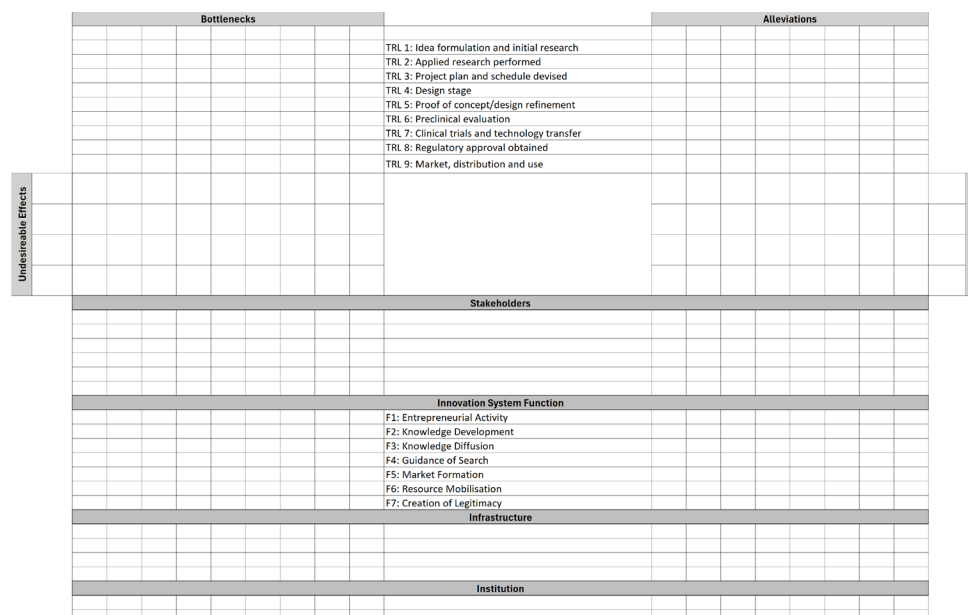 Bottlenecks
Alleviations
TRL 1: Idea formulation and initial research
TRL 2: Applied research performed
TRL 3: Project plan and schedule devised
TRL 4: Design stage
TRL 5: Proof of concept/design refinement
TRL 6: Preclinical evaluation
TRL 7: Clinical trials and technology transfer
TRL 8: Regulatory approval obtained
TRL 9: Market, distribution and use
Undesireable Effects
Stakeholders
Innovation System Function
F1: Entrepreneurial Activity
F2: Knowledge Development
F3: Knowledge Diffusion
F4: Guidance of Search
F5: Market Formation
F6: Resource Mobilisation
F7: Creation of Legitimacy
Infrastructure
Institution